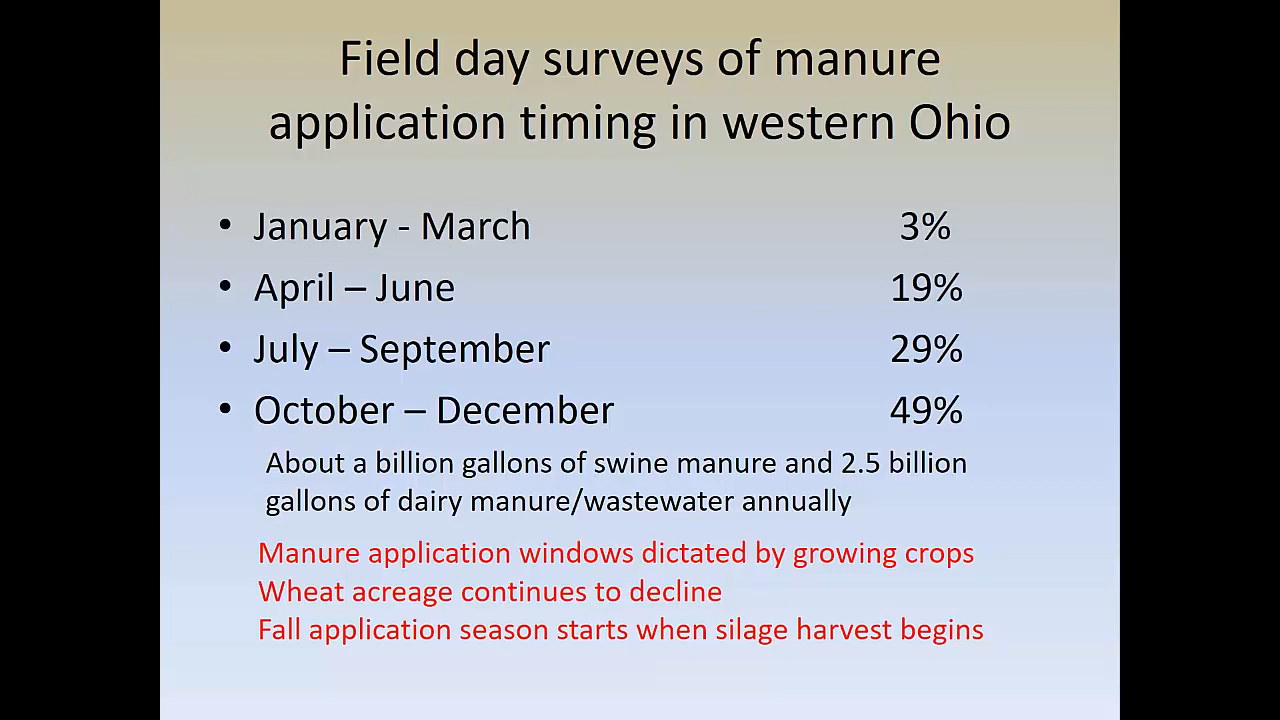 Field day surveys of manure
application timing in western Ohio
• January - March 3%
• April – June 19%
• July – September 29%
• October – December 49%
About a billion gallons of swine manure and 2.5 billion
gallons of dairy manure/wastewater annually
Manure application windows dictated by growing crops
Wheat acreage continues to decline
Fall application season starts when silage harvest begins